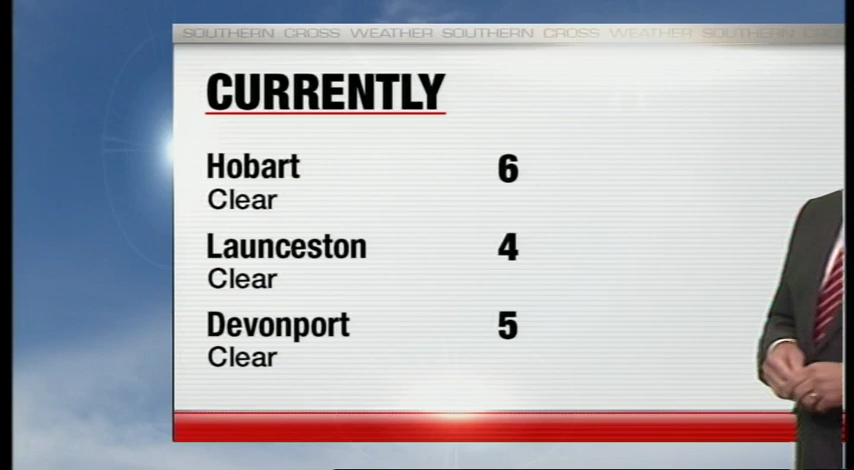 SOUTHERN CROSS WEATHER SOUTHERN CROSS WEATHER SOUTHERN CROSS
CURRENTLY
Hobart 6
Clear
Launceston 4
Clear
Devonport 5
Clear